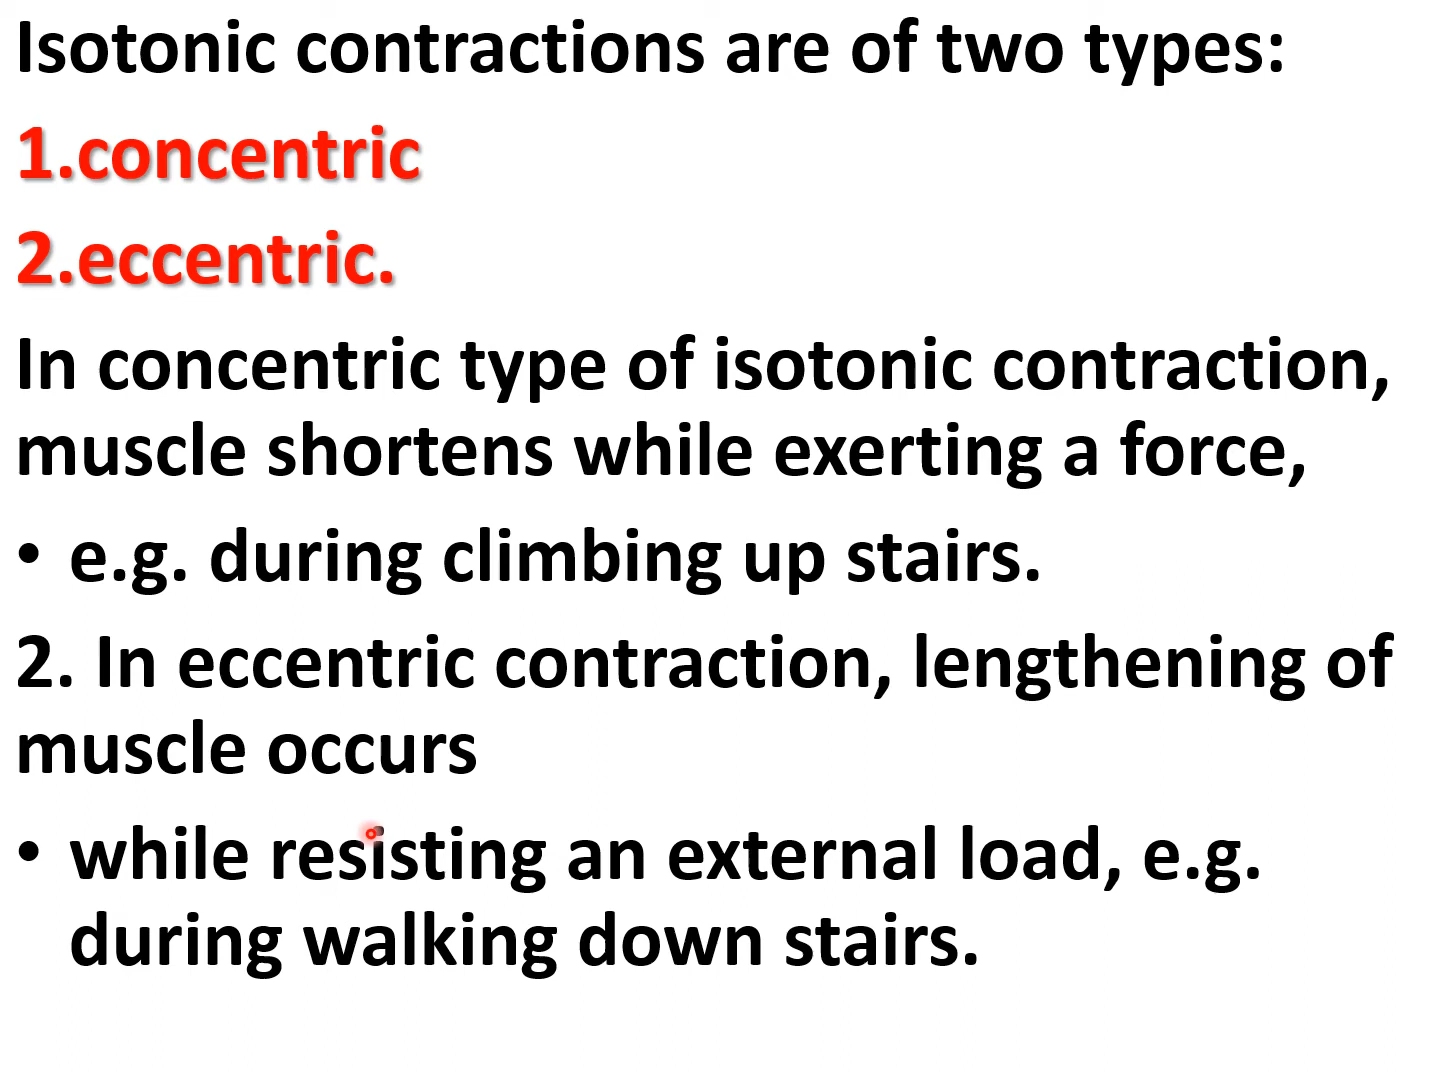 Isotonic contractions are of two types:
1.concentric
2.eccentric.
In concentric type of isotonic contraction,
muscle shortens while exerting a force,
• e.g. during climbing up stairs.
2. In eccentric contraction, lengthening of
muscle occurs
• while resisting an external load, e.g.
during walking down stairs.